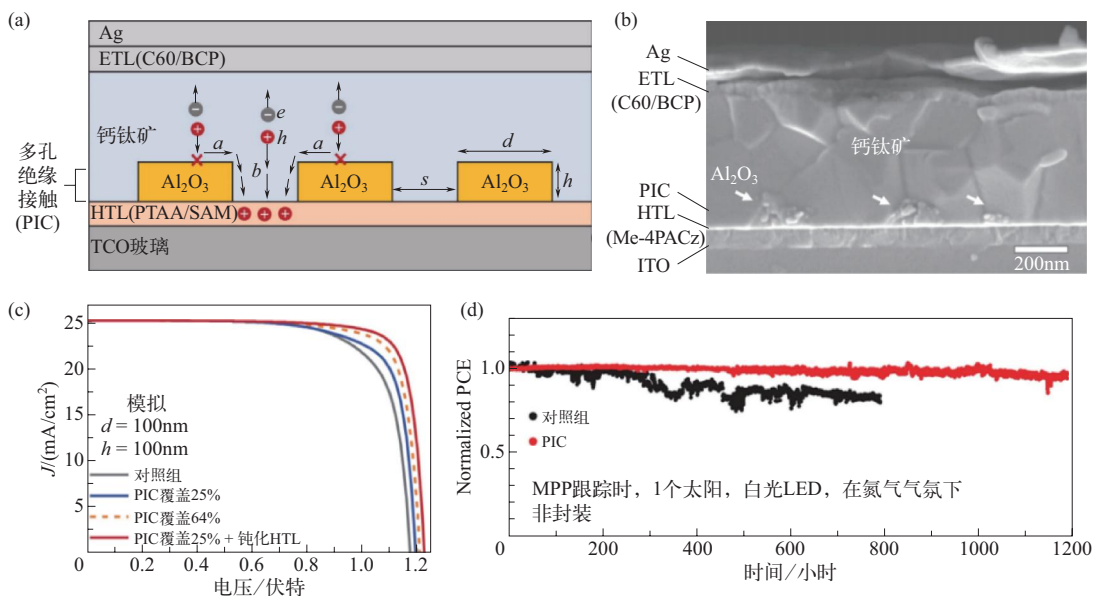 (a)
Ag
ETL(C60/BCP)
e
h
钙钛矿
a
a
b
d
多孔
绝缘
接触
(PIC)
Al₂O₃
Al₂O₃
s
Al₂O₃
h
HTL(PTAA/SAM)
TCO玻璃
(b)
Ag
ETL
(C60/BCP)
钙钛矿
Al₂O₃
PIC
HTL
(Me-4PACz)
ITO
200nm
(c)
J/(mA/cm²)
25
20
15
10
5
0
模拟
d = 100nm
h = 100nm
对照组
PIC覆盖25%
PIC覆盖64%
PIC覆盖25% + 钝化HTL
0.0 0.2 0.4 0.6 0.8 1.0 1.2
电压/伏特
(d)
Normalized PCE
1.0
0.5
对照组
PIC
MPP跟踪时，1个太阳，白光LED，在氮气气氛下
非封装
0 200 400 600 800 1000 1200
时间/小时